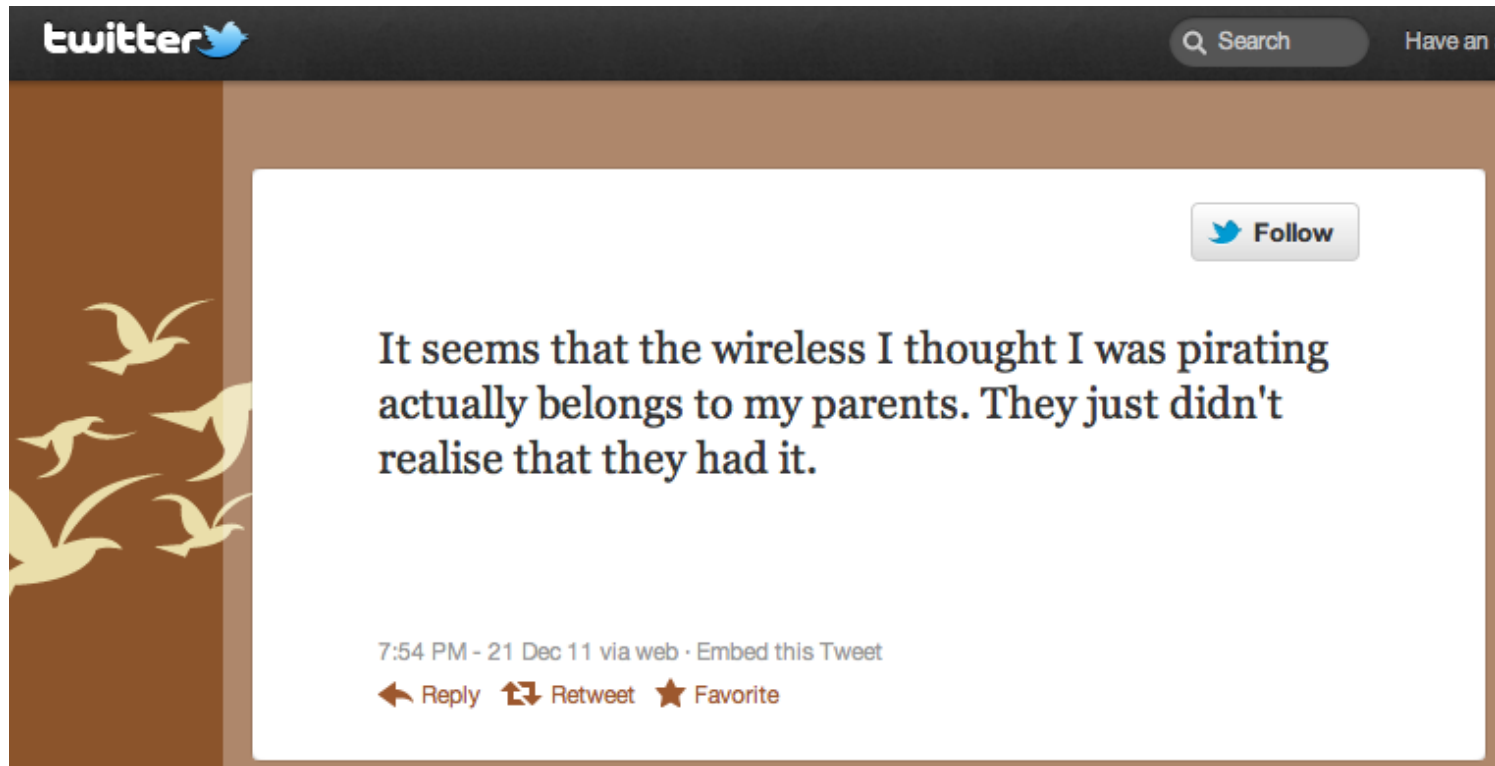 twitter
Search
Have an
Follow
It seems that the wireless I thought I was pirating
actually belongs to my parents. They just didn't
realise that they had it.
7:54 PM - 21 Dec 11 via web · Embed this Tweet
Reply Retweet Favorite